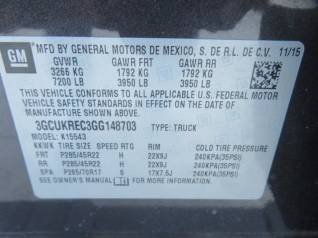 GM
MFD BY GENERAL MOTORS DE MEXICO, S. DE R.L. DE C.V. 11/15
GVWR GAWR FRT GAWR RR
3266 KG 1792 KG 1792 KG
7200 LB 3950 LB 3950 LB
THIS VEHICLE CONFORMS TO ALL APPLICABLE
SAFETY STANDARDS IN EFFECT ON THE DATE OF
MANUFACTURE SHOWN ABOVE.
3GCUKREC3GG148703 TYPE: TRUCK
MODEL: K15543
TIRE SIZE SPEED RTG RIM COLD TIRE PRESSURE
FRT P285/45R22 H 22X9J 240KPA(35PSI)
RR P285/45R22 H 22X9J 240KPA(35PSI)
SPA P265/70R17 S 17X7.5J 240KPA(35PSI)
SEE OWNER'S MANUAL FOR ADDITIONAL INFORMATION.